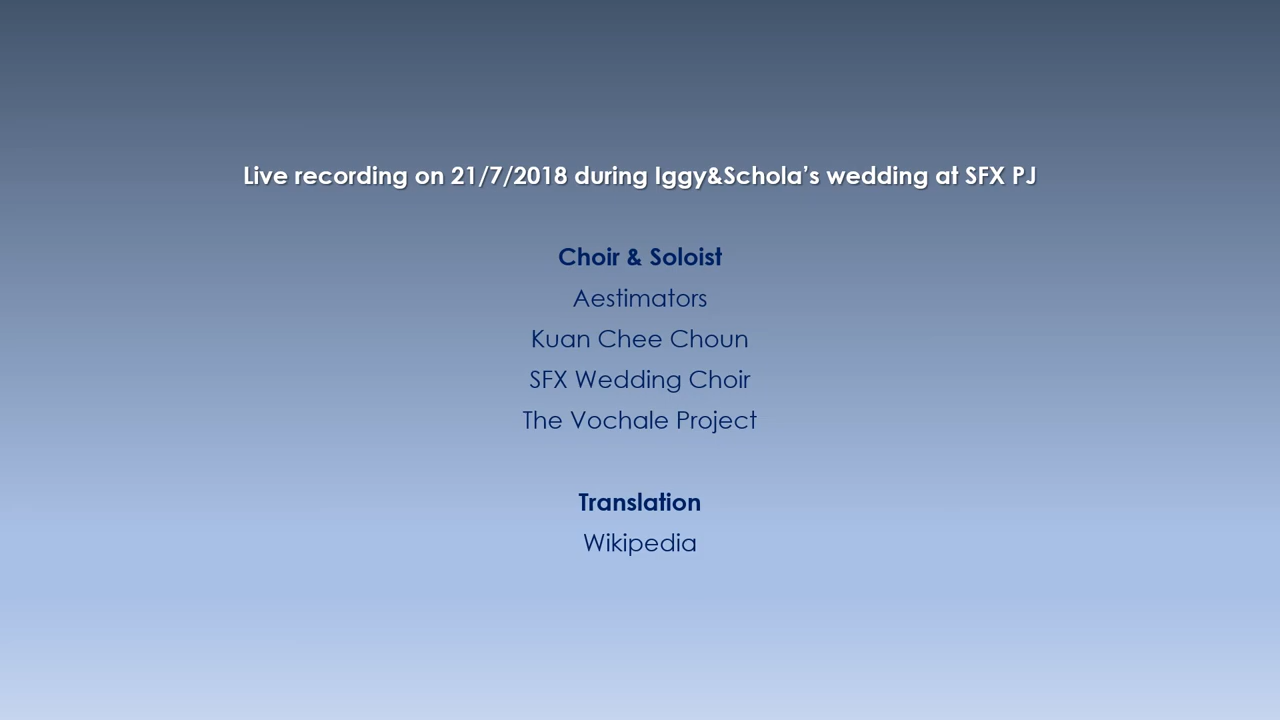 Live recording on 21/7/2018 during Iggy&Schola’s wedding at SFX PJ
Choir & Soloist
Aestimators
Kuan Chee Choun
SFX Wedding Choir
The Vochale Project
Translation
Wikipedia